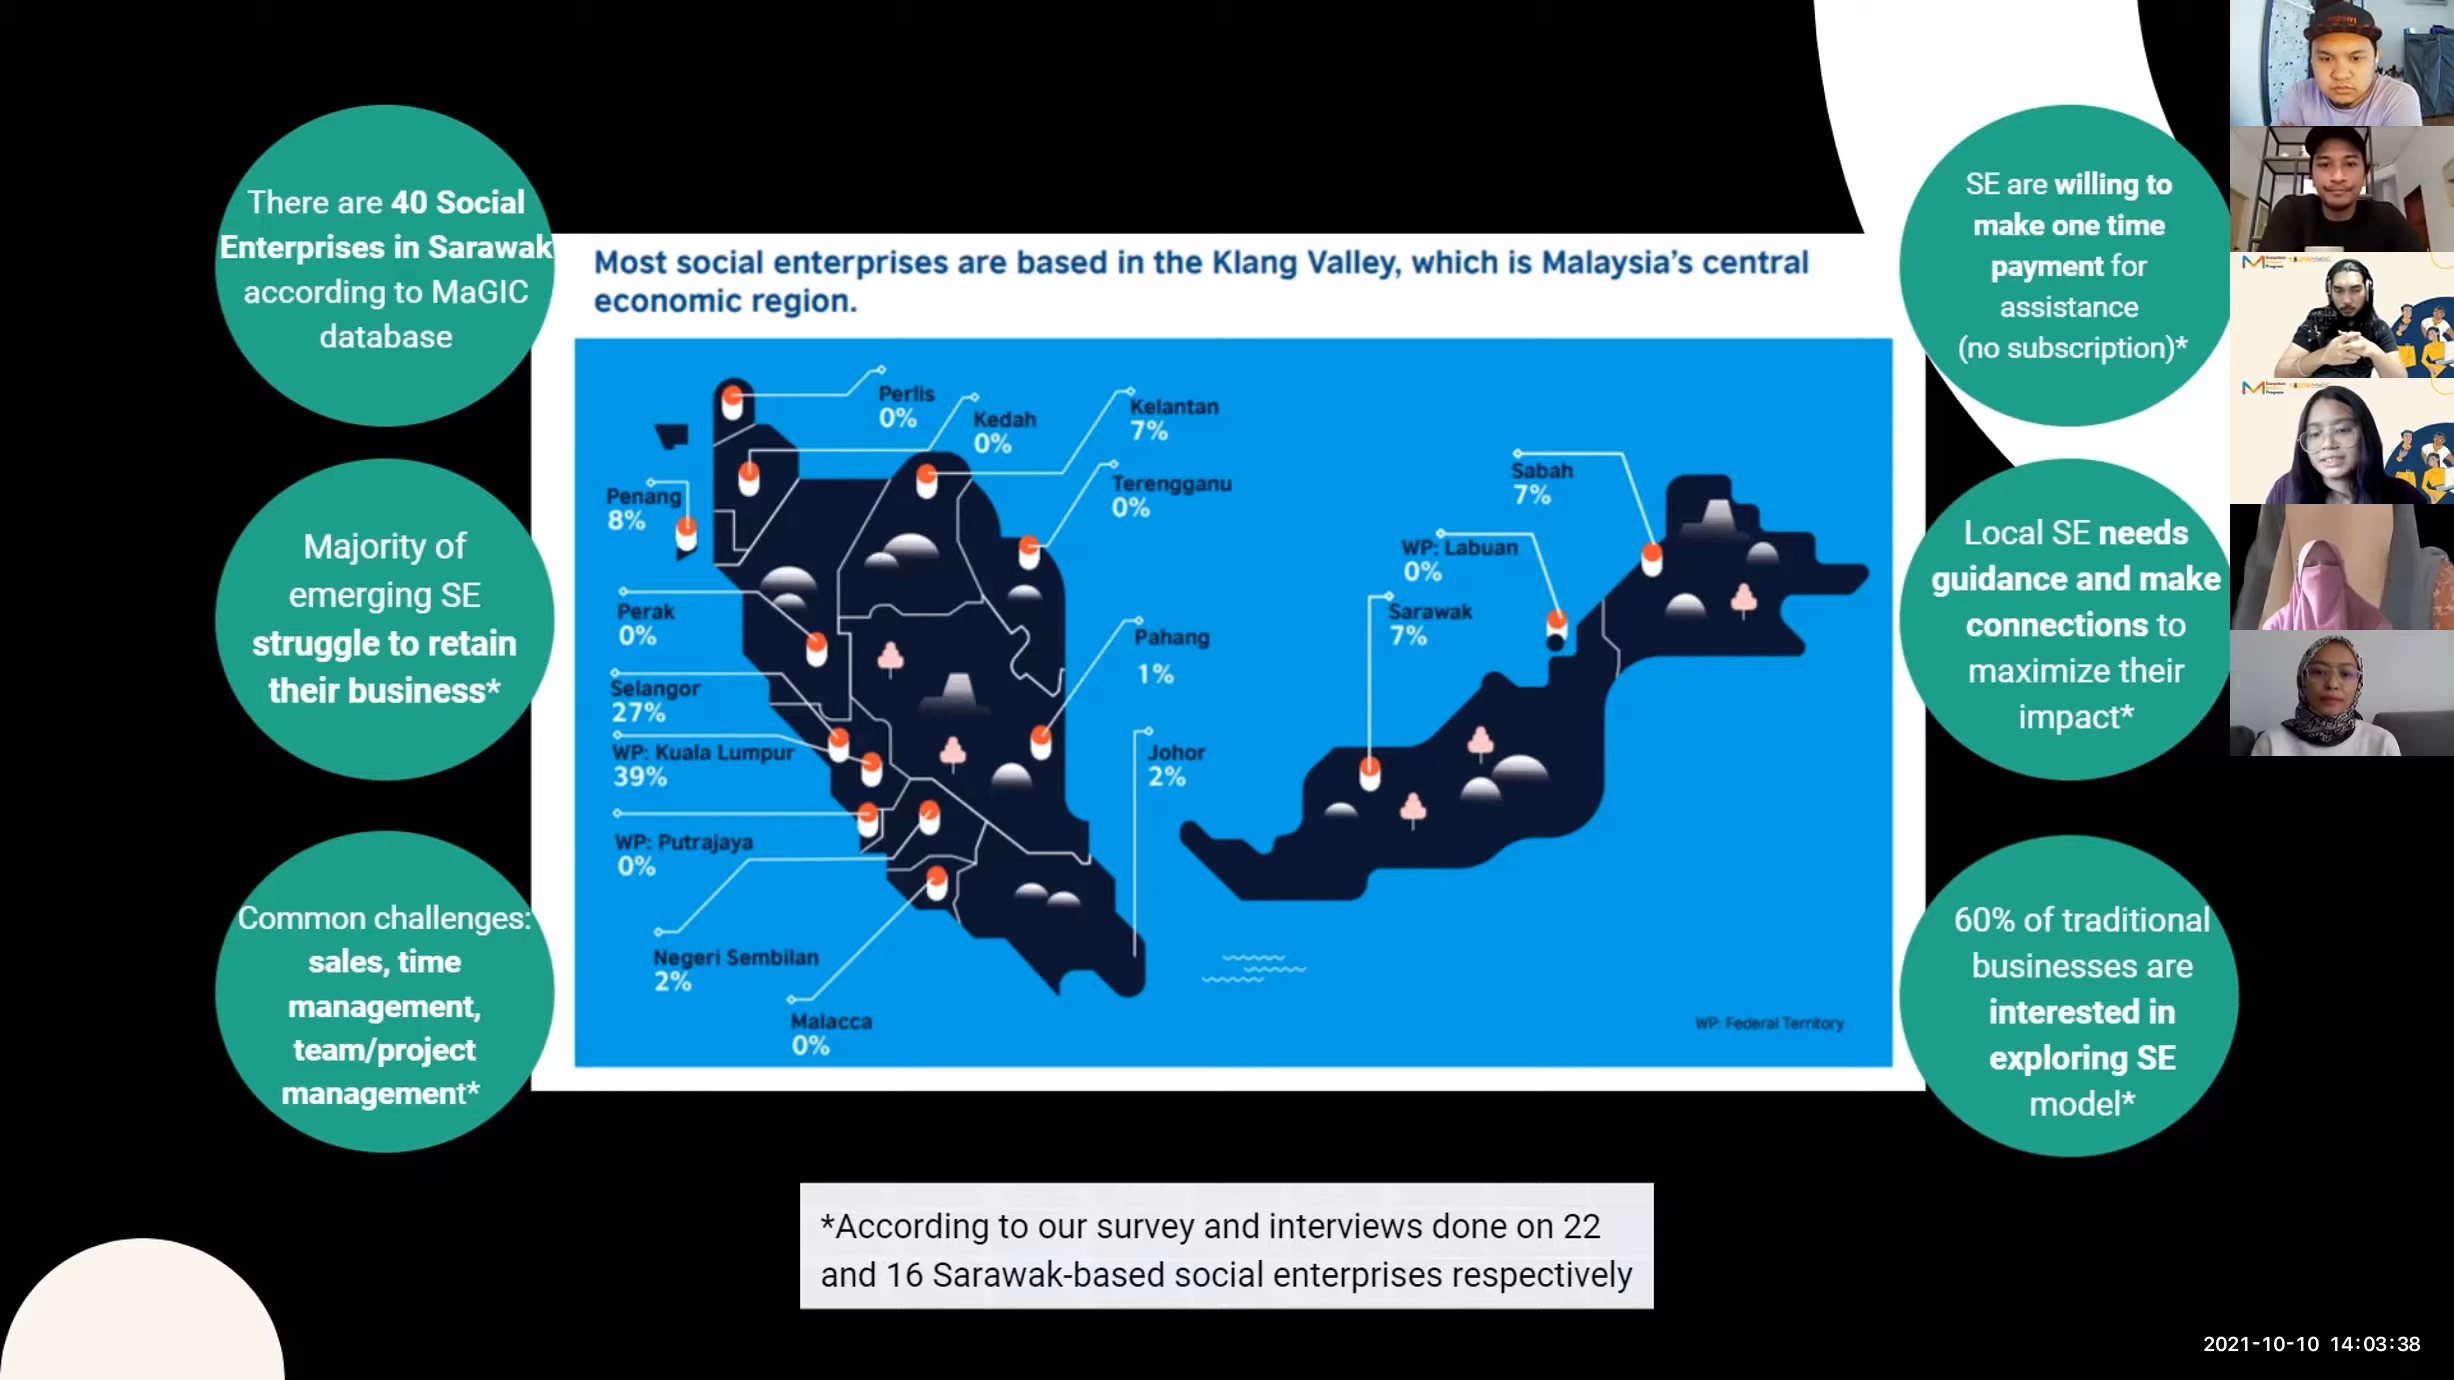 There are 40 Social
Enterprises in Sarawak
according to MaGIC
database
Majority of
emerging SE
struggle to retain
their business*
Common challenges:
sales, time
management,
team/project
management*
Most social enterprises are based in the Klang Valley, which is Malaysia's central
economic region.
Perlis
0%
Kedah
0%
Kelantan
7%
Terengganu
0%
Penang
8%
Perak
0%
Selangor
27%
WP: Kuala Lumpur
39%
WP: Putrajaya
0%
Negeri Sembilan
2%
Malacca
0%
Pahang
1%
Johor
2%
Sabah
7%
WP: Labuan
0%
Sarawak
7%
WP: Federal Territory
SE are willing to
make one time
payment for
assistance
(no subscription)*
Local SE needs
guidance and make
connections to
maximize their
impact*
60% of traditional
businesses are
interested in
exploring SE
model*
*According to our survey and interviews done on 22
and 16 Sarawak-based social enterprises respectively
2021-10-10 14:03:38